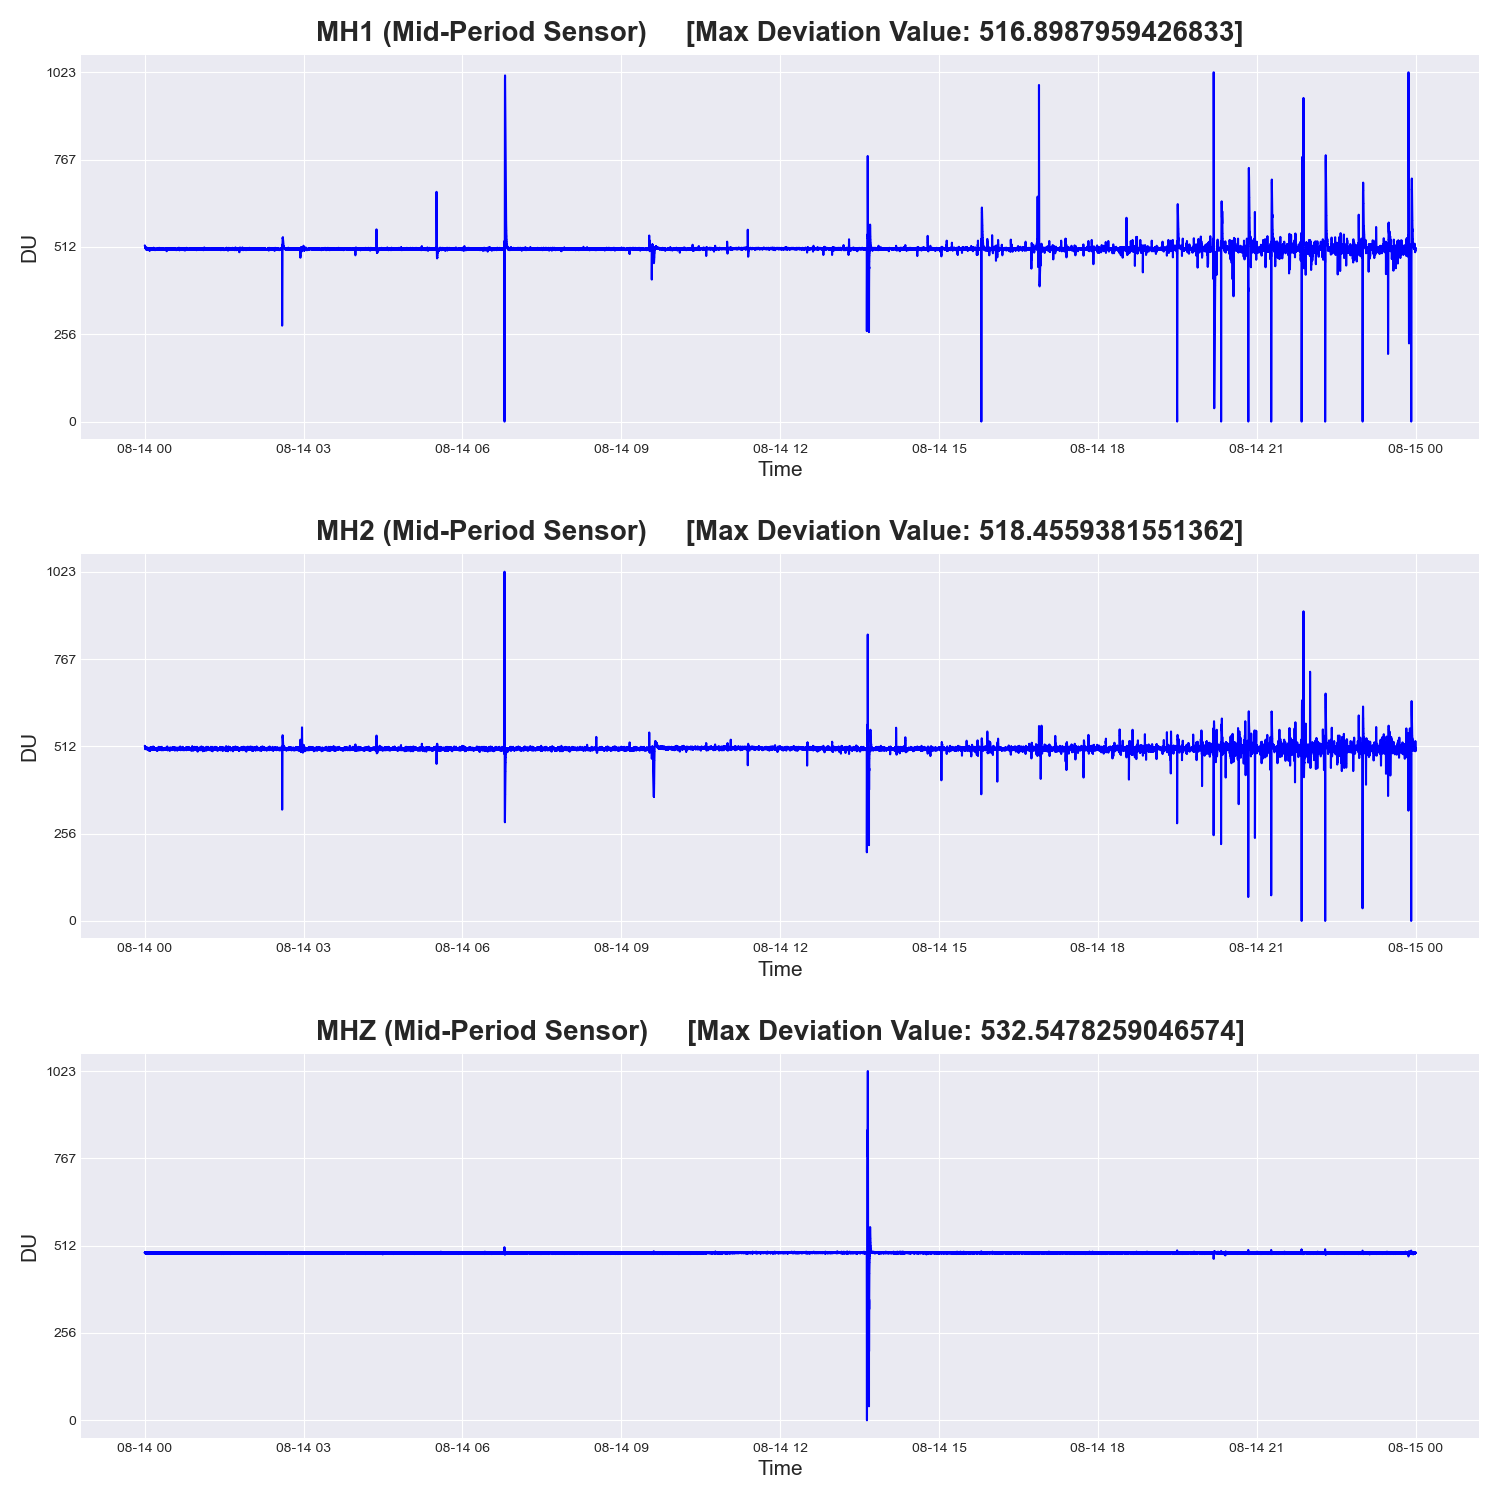 MH1 (Mid-Period Sensor) [Max Deviation Value: 516.8987959426833]
1023
767
512
256
0
DU
08-14 00 08-14 03 08-14 06 08-14 09 08-14 12 08-14 15 08-14 18 08-14 21 08-15 00
Time
MH2 (Mid-Period Sensor) [Max Deviation Value: 518.4559381551362]
1023
767
512
256
0
DU
08-14 00 08-14 03 08-14 06 08-14 09 08-14 12 08-14 15 08-14 18 08-14 21 08-15 00
Time
MHZ (Mid-Period Sensor) [Max Deviation Value: 532.5478259046574]
1023
767
512
256
0
DU
08-14 00 08-14 03 08-14 06 08-14 09 08-14 12 08-14 15 08-14 18 08-14 21 08-15 00
Time